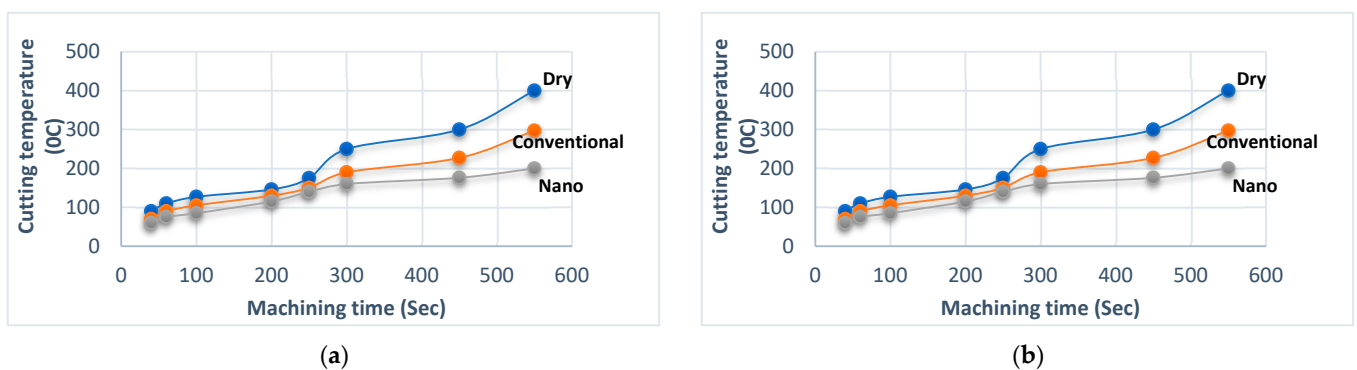 Cutting temperature
(0C)
500
400
300
200
100
0
Dry
Conventional
Nano
0 100 200 300 400 500 600
Machining time (Sec)
(a)
Cutting temperature
(0C)
500
400
300
200
100
0
Dry
Conventional
Nano
0 100 200 300 400 500 600
Machining time (Sec)
(b)